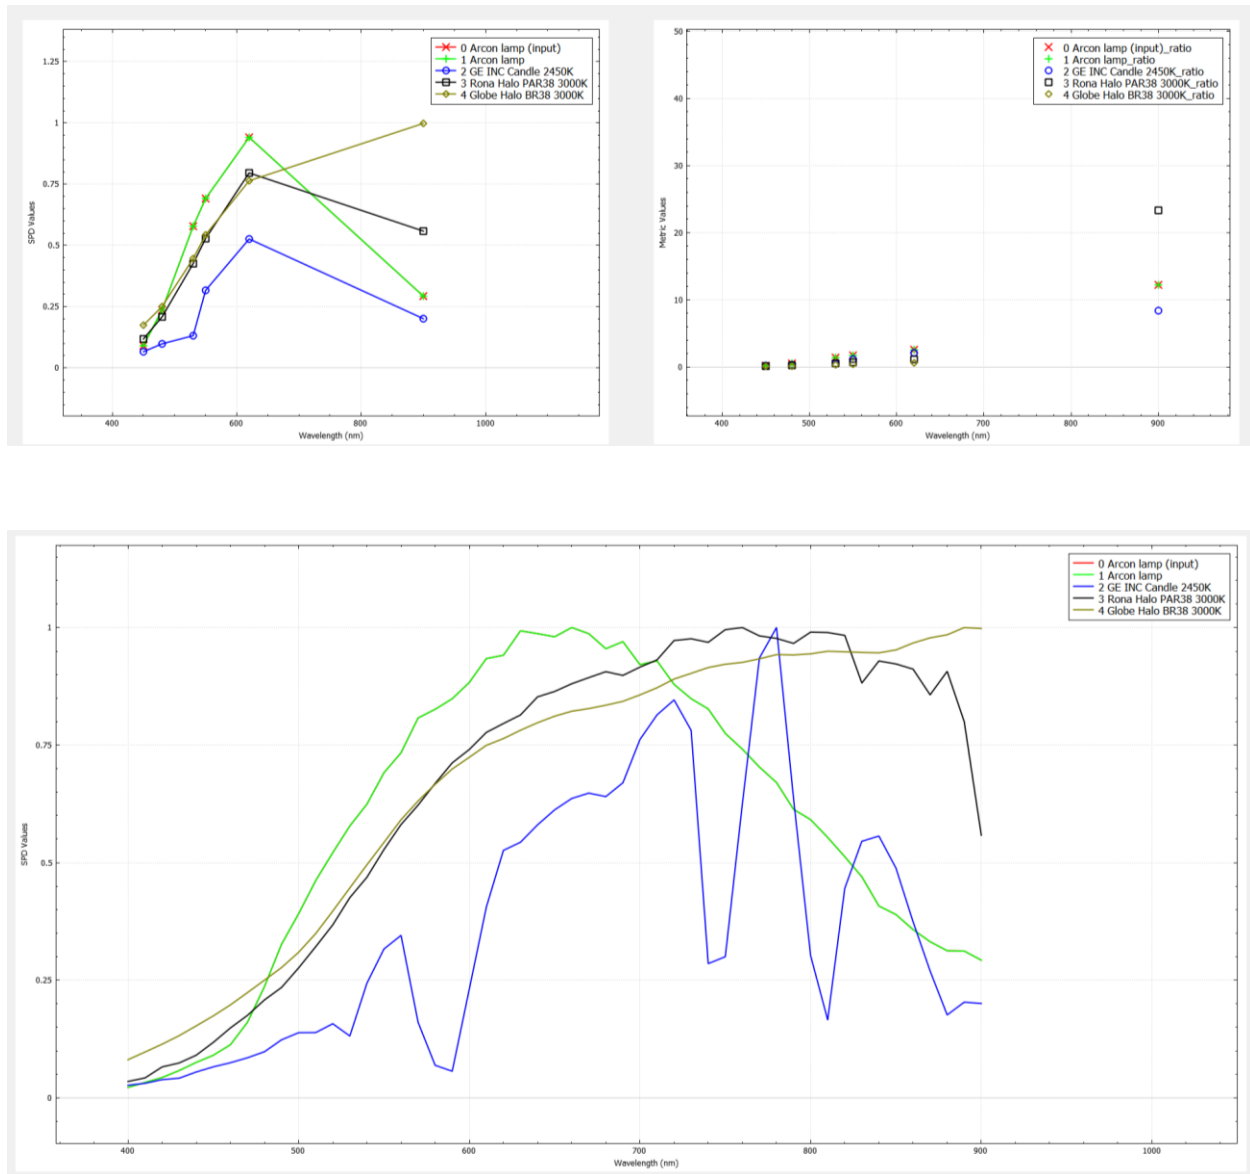 1.25
1
0.75
0.5
0.25
0
SPD Values
400
600
800
1000
Wavelength (nm)
0 Arcon lamp (input)
1 Arcon lamp
2 GE INC Candle 2450K
3 Rona Halo PAR38 3000K
4 Globe Halo BR38 3000K
50
40
30
20
10
0
Metric Values
400
500
600
700
800
900
Wavelength (nm)
0 Arcon lamp (input)_ratio
1 Arcon lamp_ratio
2 GE INC Candle 2450K_ratio
3 Rona Halo PAR38 3000K_ratio
4 Globe Halo BR38 3000K_ratio
1
0.75
0.5
0.25
0
SPD Values
400
500
600
700
800
900
1000
Wavelength (nm)
0 Arcon lamp (input)
1 Arcon lamp
2 GE INC Candle 2450K
3 Rona Halo PAR38 3000K
4 Globe Halo BR38 3000K